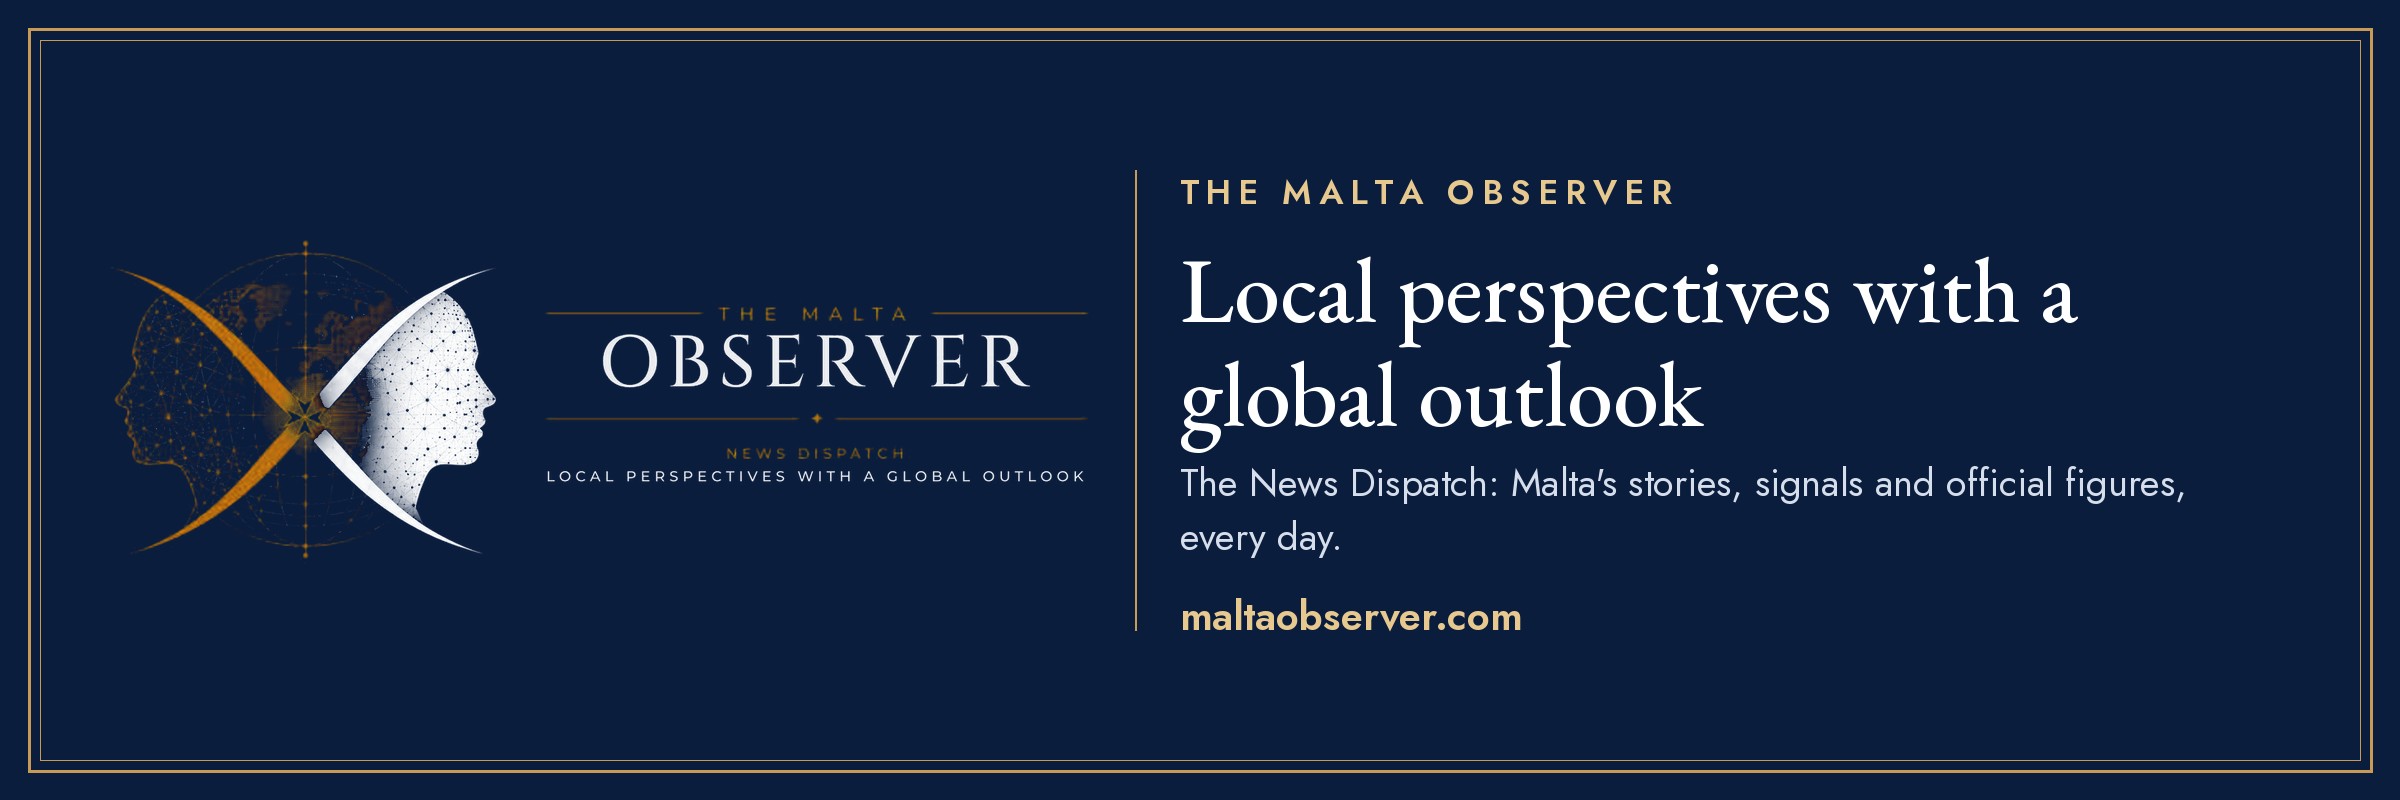 THE MALTA
OBSERVER
NEWS DISPATCH
LOCAL PERSPECTIVES WITH A GLOBAL OUTLOOK
THE MALTA OBSERVER
Local perspectives with a
global outlook
The News Dispatch: Malta's stories, signals and official figures,
every day.
maltaobserver.com